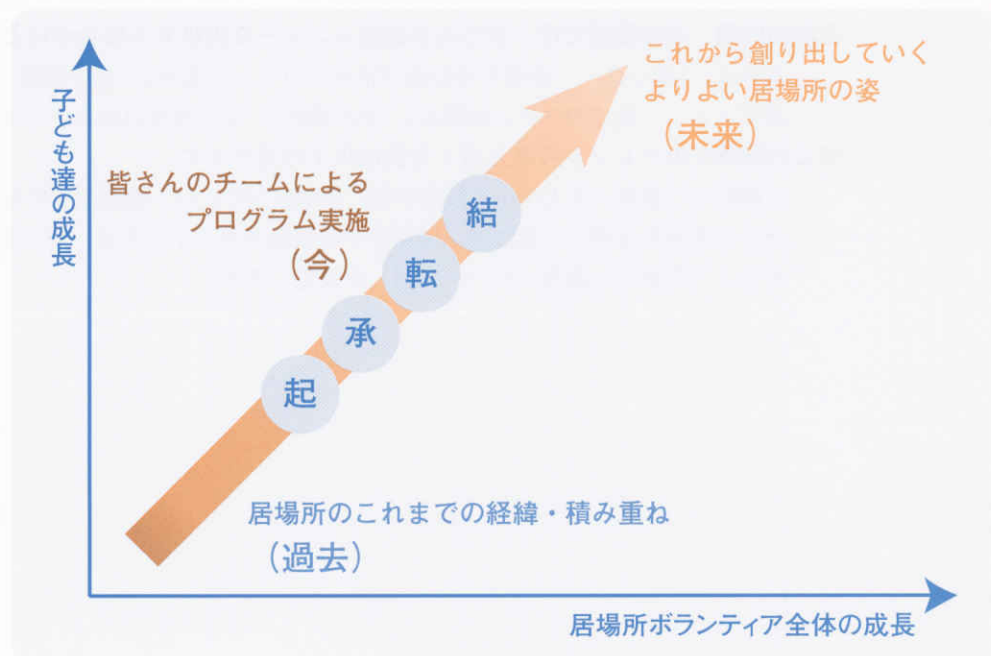 子ども達の成長
これから創り出していく
よりよい居場所の姿
（未来）
皆さんのチームによる
プログラム実施
（今）
結
転
承
起
居場所のこれまでの経緯・積み重ね
（過去）
居場所ボランティア全体の成長